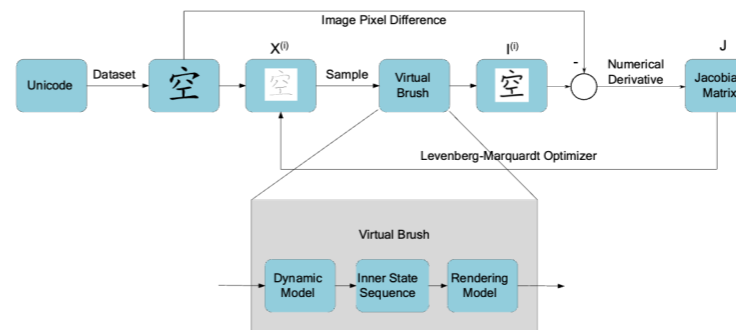 Image Pixel Difference
X(i)
I(i)
J
-
Unicode
Dataset
空
空
Sample
Virtual
Brush
空
Numerical
Derivative
Jacobia
Matrix
Levenberg-Marquardt Optimizer
Virtual Brush
Dynamic
Model
Inner State
Sequence
Rendering
Model